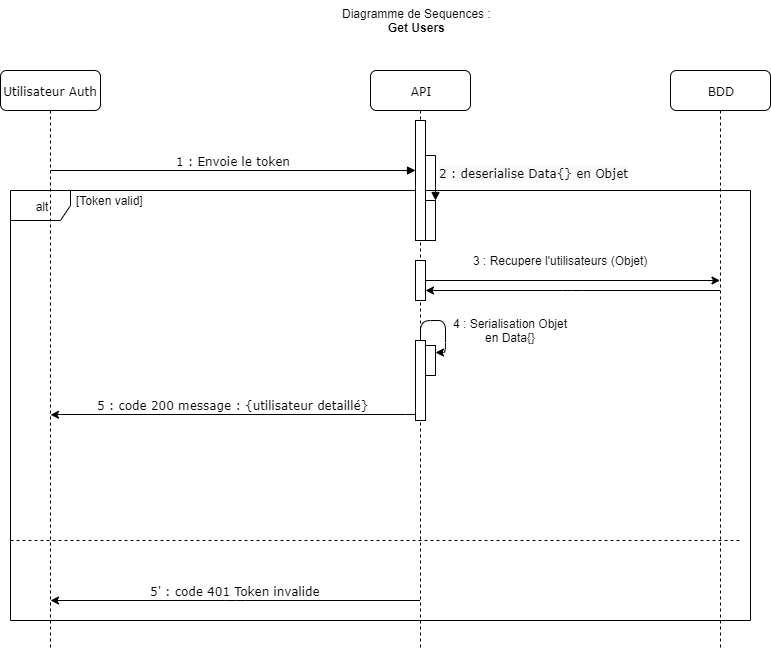 Diagramme de Sequences :
Get Users
Utilisateur Auth
API
BDD
1 : Envoie le token
2 : deserialise Data{} en Objet
alt
[Token valid]
3 : Recupere l'utilisateurs (Objet)
4 : Serialisation Objet
en Data{}
5 : code 200 message : {utilisateur detaillé}
5' : code 401 Token invalide